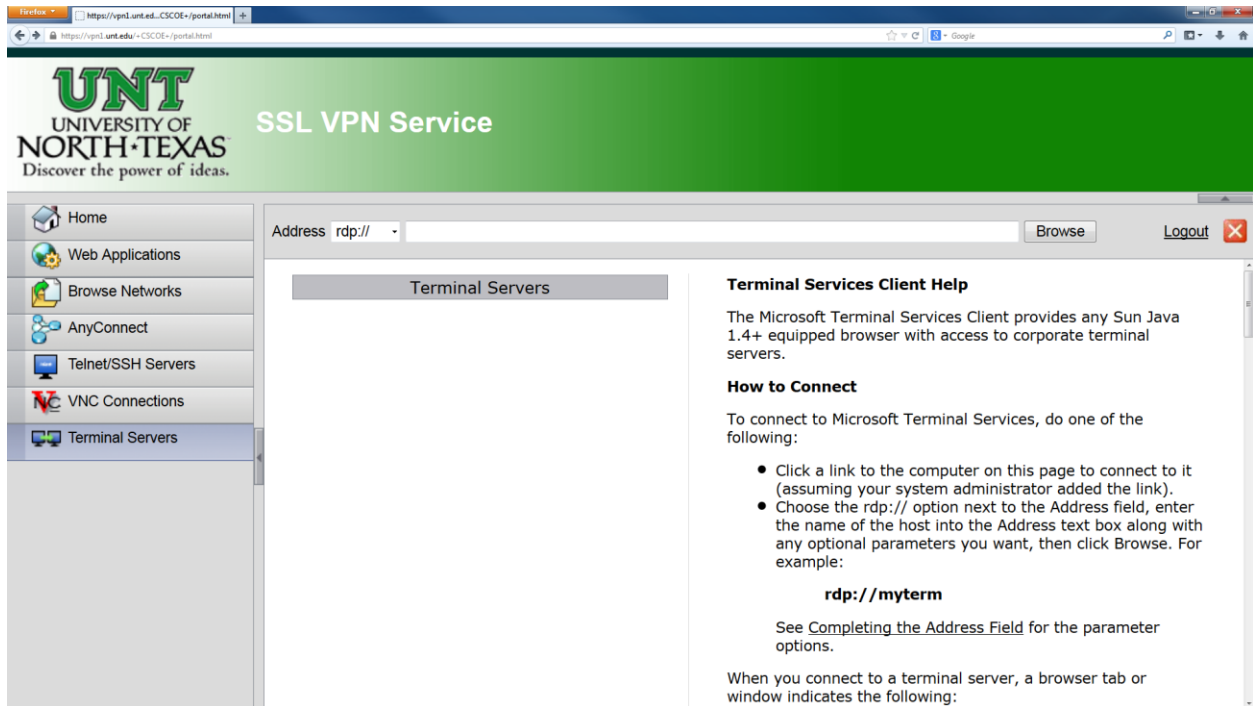 Firefox
https://vpn1.unt.ed...CSCOE+/portal.html
https://vpn1.unt.edu/+CSCOE+/portal.html
Google
UNT
UNIVERSITY OF
NORTH·TEXAS
Discover the power of ideas.
SSL VPN Service
Home
Web Applications
Browse Networks
AnyConnect
Telnet/SSH Servers
VNC Connections
Terminal Servers
Address rdp:// Browse Logout
Terminal Servers
Terminal Services Client Help
The Microsoft Terminal Services Client provides any Sun Java
1.4+ equipped browser with access to corporate terminal
servers.
How to Connect
To connect to Microsoft Terminal Services, do one of the
following:
● Click a link to the computer on this page to connect to it
(assuming your system administrator added the link).
● Choose the rdp:// option next to the Address field, enter
the name of the host into the Address text box along with
any optional parameters you want, then click Browse. For
example:
rdp://myterm
See Completing the Address Field for the parameter
options.
When you connect to a terminal server, a browser tab or
window indicates the following: